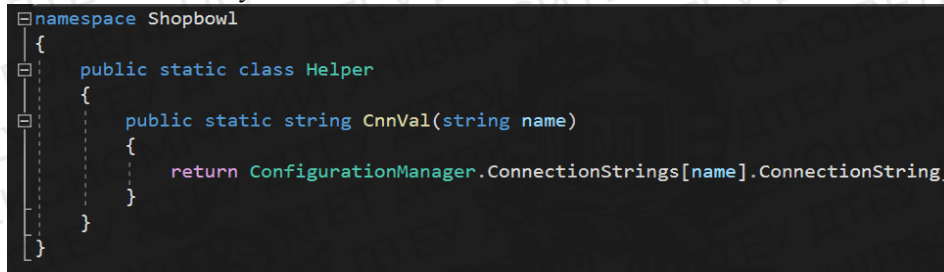 namespace Shopbowl
{
public static class Helper
{
public static string CnnVal(string name)
{
return ConfigurationManager.ConnectionStrings[name].ConnectionString
}
}
}